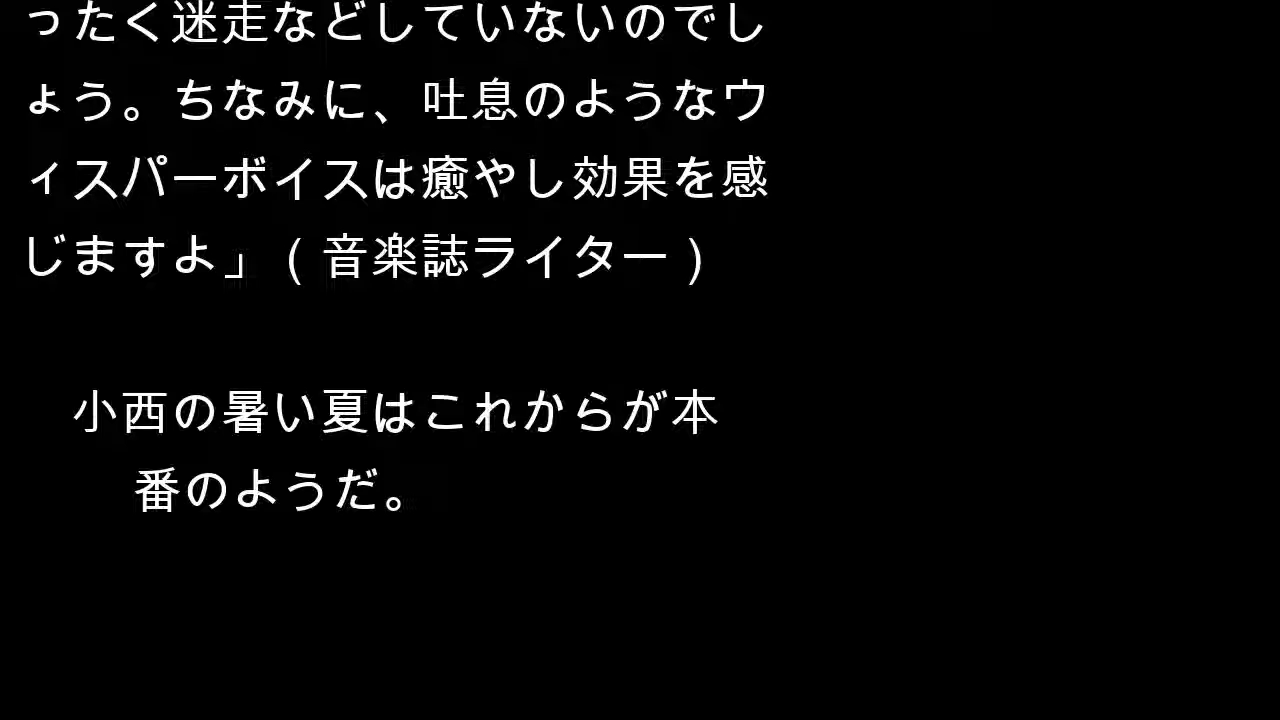 ったく迷走などしていないのでし
ょう。ちなみに、吐息のようなウ
ィスパーボイスは癒やし効果を感
じますよ」(音楽誌ライター)
小西の暑い夏はこれからが本
番のようだ。